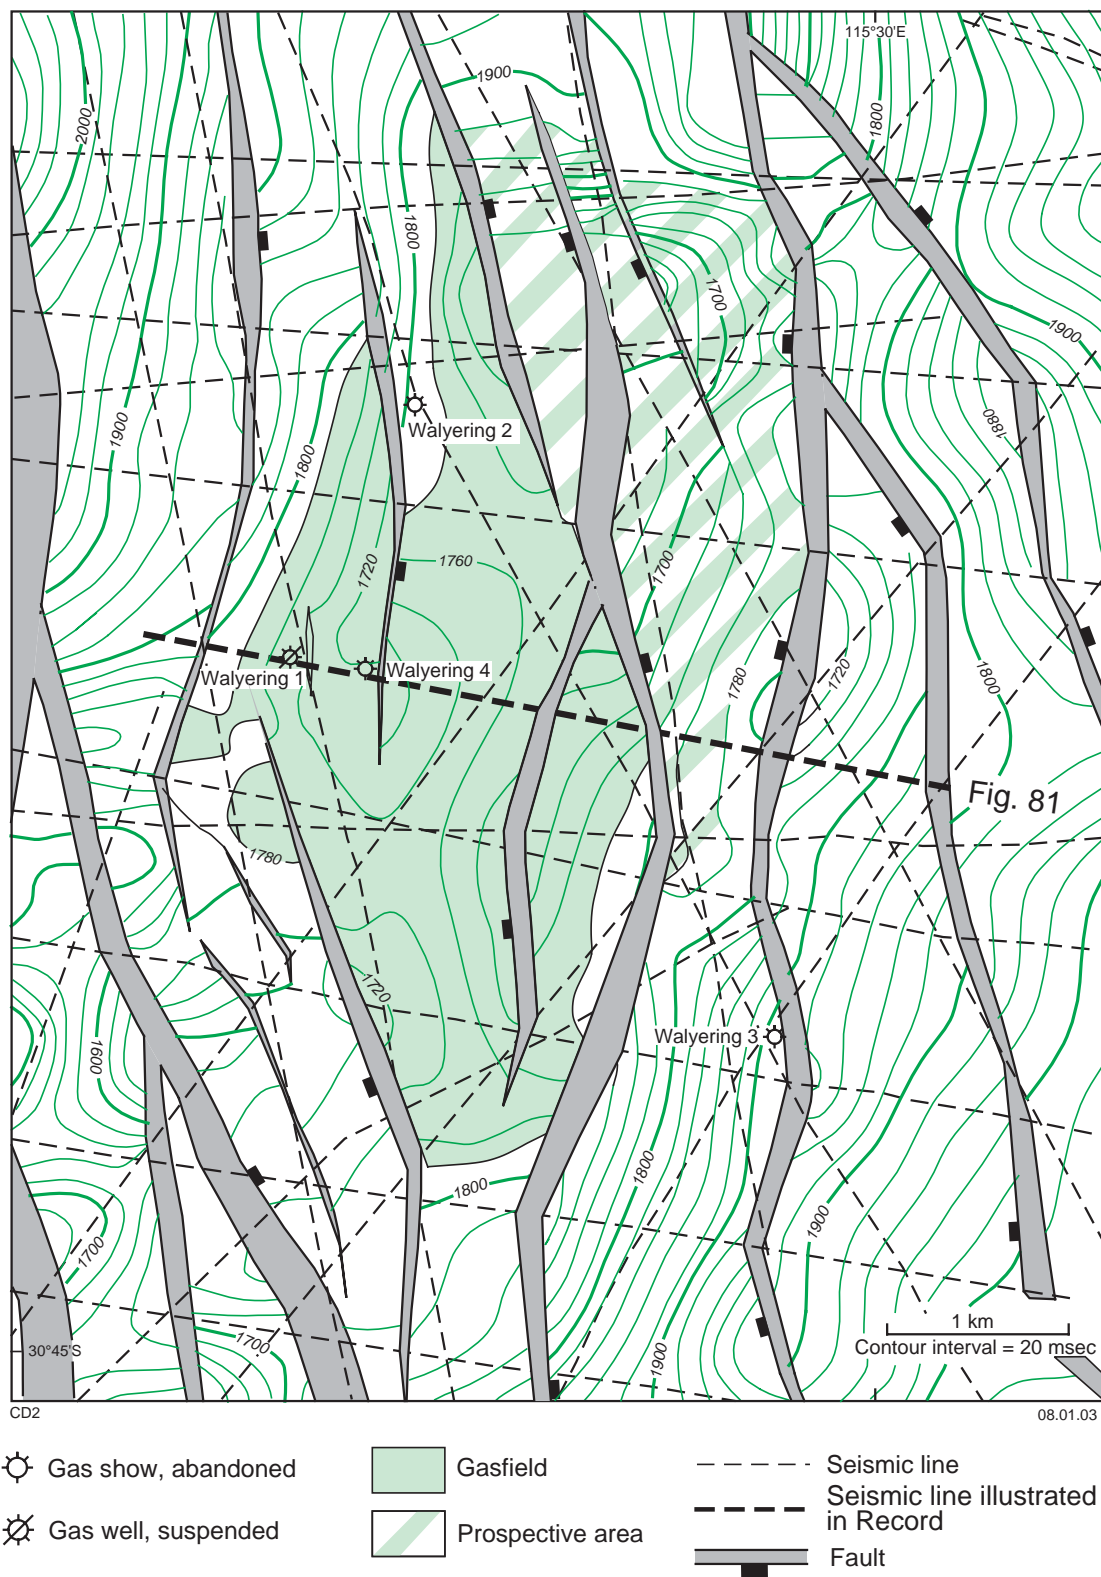 115°30'E
1900
2000
1800
1800
1700
1900
1880
1900
1800
Walyering 2
1720
1760
1700
Walyering 1
Walyering 4
1780
1720
1800
Fig. 81
1780
1720
Walyering 3
1600
1800
1800
1900
1700
1700
1900
1 km
Contour interval = 20 msec
30°45'S
CD2
08.01.03
Gas show, abandoned
Gasfield
Seismic line
Seismic line illustrated
in Record
Gas well, suspended
Prospective area
Fault